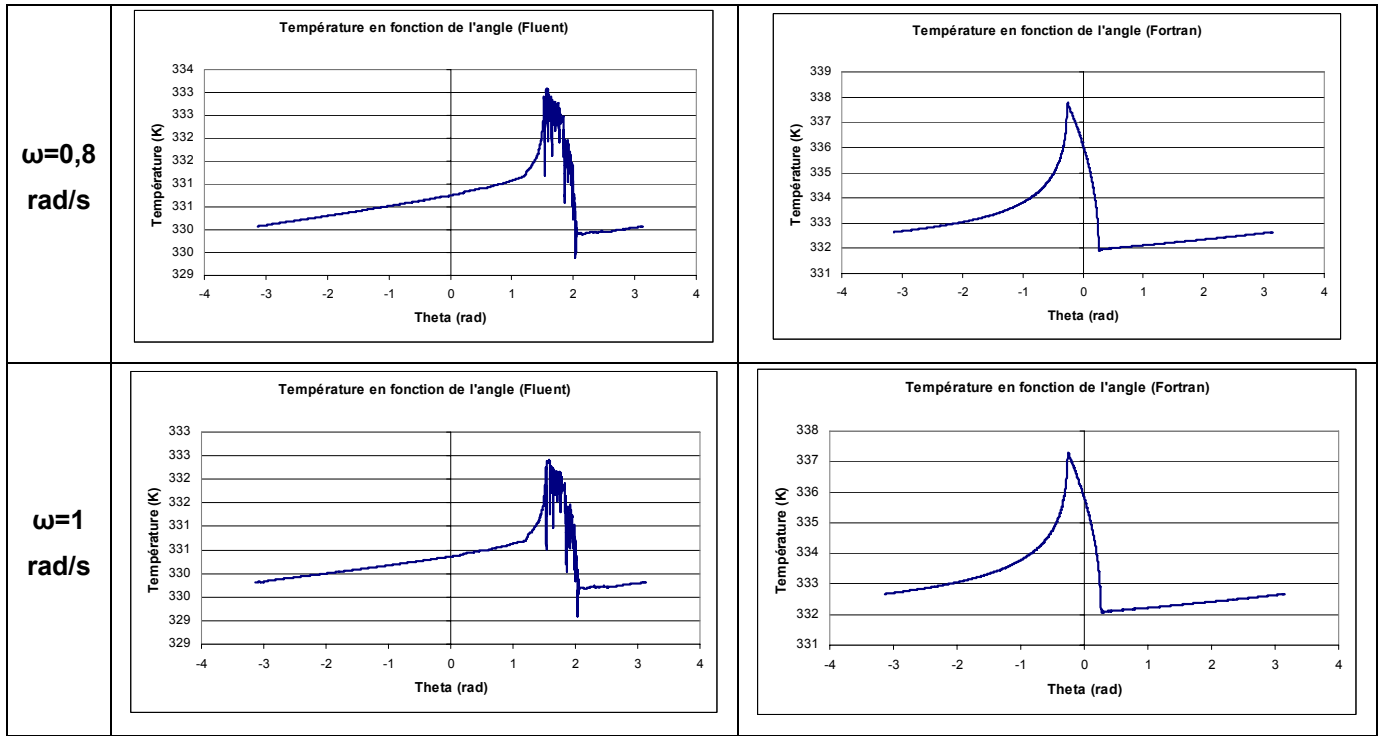 ω=0,8
rad/s
Température en fonction de l'angle (Fluent)
Température (K)
334
333
333
332
332
331
331
330
330
329
-4 -3 -2 -1 0 1 2 3 4
Theta (rad)
Température en fonction de l'angle (Fortran)
Température (K)
339
338
337
336
335
334
333
332
331
-4 -3 -2 -1 0 1 2 3 4
Theta (rad)
ω=1
rad/s
Température en fonction de l'angle (Fluent)
Température (K)
333
333
332
332
331
331
330
330
329
329
-4 -3 -2 -1 0 1 2 3 4
Theta (rad)
Température en fonction de l'angle (Fortran)
Température (K)
338
337
336
335
334
333
332
331
-4 -3 -2 -1 0 1 2 3 4
Theta (rad)